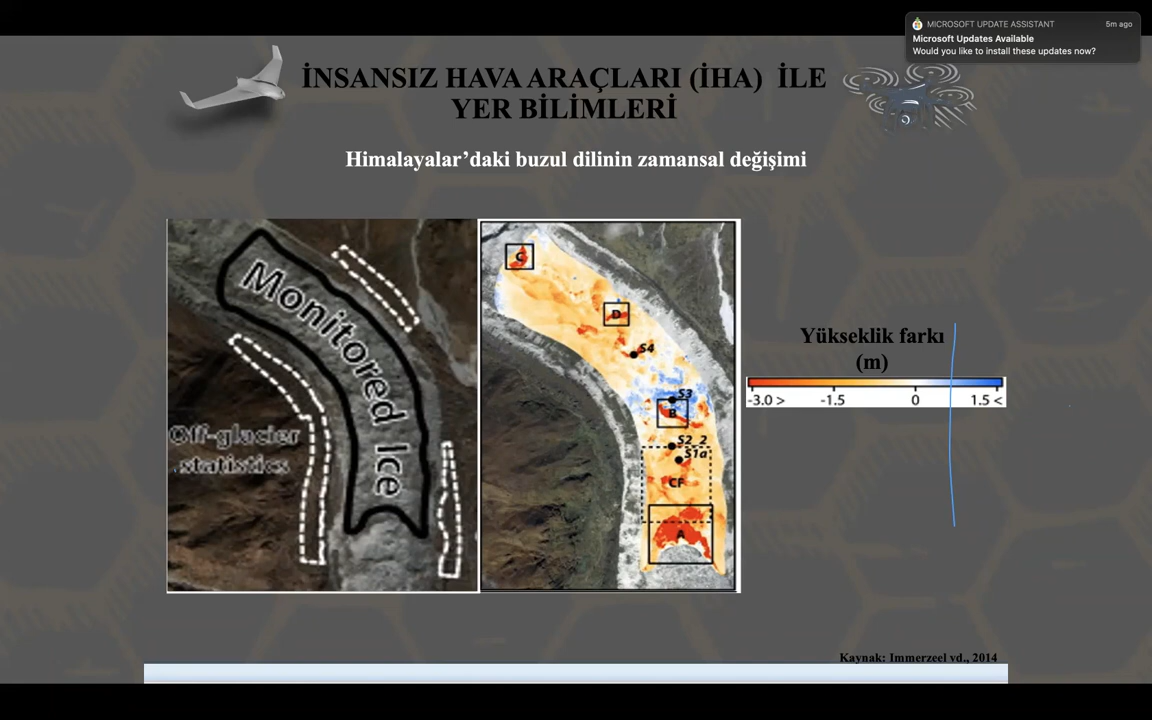 MICROSOFT UPDATE ASSISTANT
5m ago
Microsoft Updates Available
Would you like to install these updates now?
İNSANSIZ HAVA ARAÇLARI (İHA) İLE
YER BİLİMLERİ
Himalayalar’daki buzul dilinin zamansal değişimi
Monitored Ice
Off-glacier
statistics
C
D
S4
S3
B
S2_2
S1a
CF
A
Yükseklik farkı
(m)
-3.0 > -1.5 0 1.5 <
Kaynak: Immerzeel vd., 2014